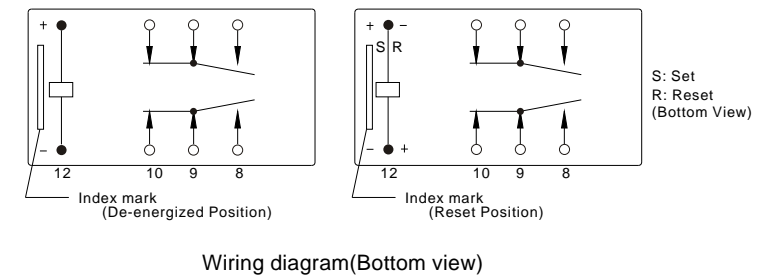 + + –
S R
S: Set
R: Reset
(Bottom View)
– – +
12 10 9 8 12 10 9 8
Index mark
(De-energized Position)
Index mark
(Reset Position)
Wiring diagram(Bottom view)